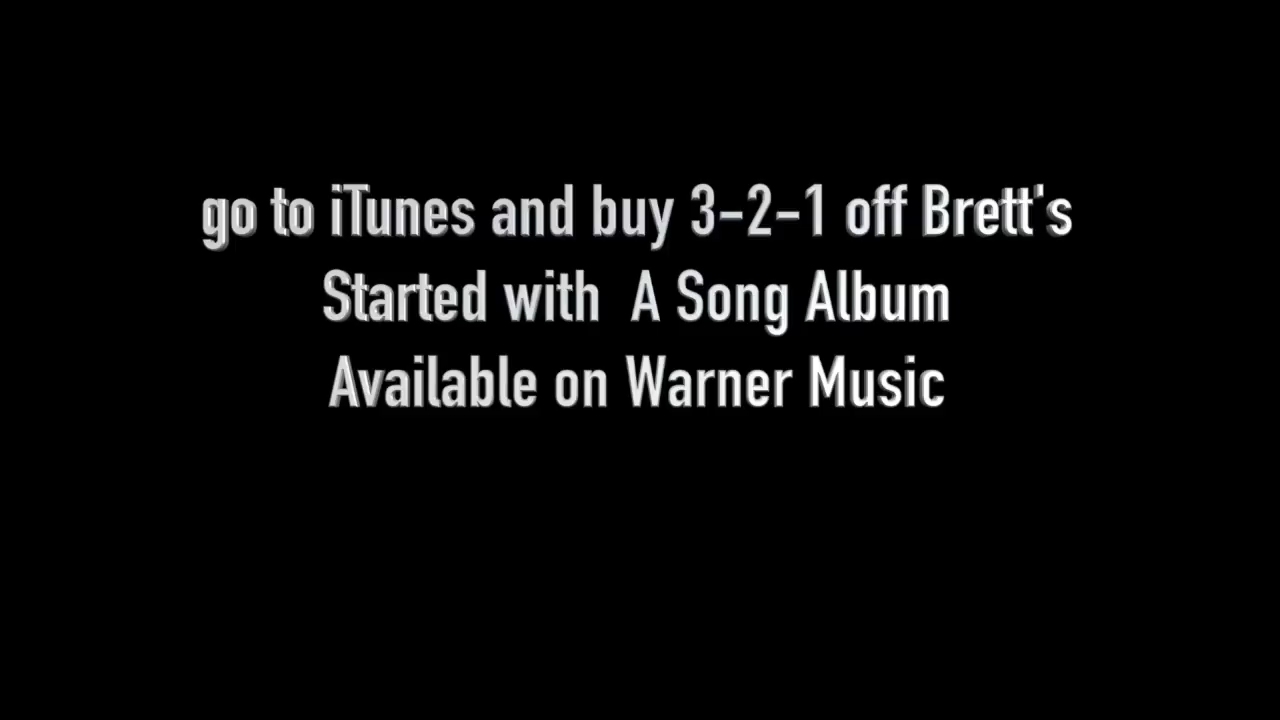 go to iTunes and buy 3-2-1 off Brett's
Started with  A Song Album
Available on Warner Music